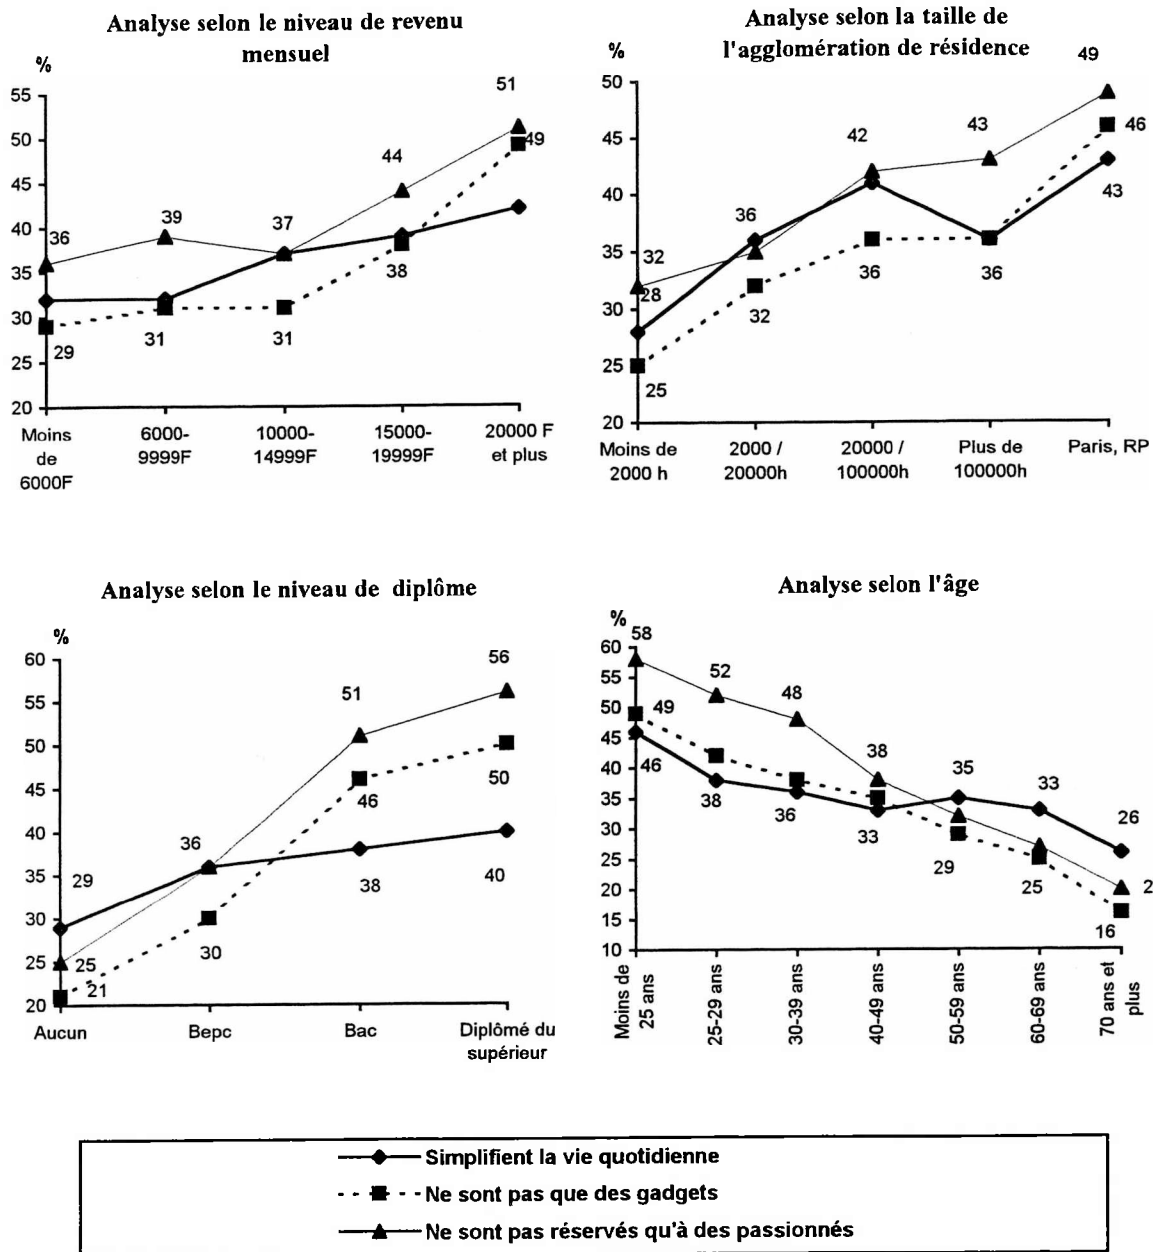 Analyse selon le niveau de revenu
mensuel
%
55
50
45
40
35
30
25
20
51
49
44
39
37
36
38
31
31
29
Moins de 6000F
6000-9999F
10000-14999F
15000-19999F
20000 F et plus
Analyse selon la taille de
l'agglomération de résidence
%
50
45
40
35
30
25
20
49
46
43
43
42
36
36
36
32
32
28
25
Moins de 2000 h
2000 / 20000h
20000 / 100000h
Plus de 100000h
Paris, RP
Analyse selon le niveau de diplôme
%
60
55
50
45
40
35
30
25
20
56
51
50
46
40
38
36
30
29
25
21
Aucun
Bepc
Bac
Diplômé du supérieur
Analyse selon l'âge
%
60
55
50
45
40
35
30
25
20
15
10
58
52
49
48
46
38
38
36
35
33
33
29
26
25
2
16
Moins de 25 ans
25-29 ans
30-39 ans
40-49 ans
50-59 ans
60-69 ans
70 ans et plus
Simplifient la vie quotidienne
Ne sont pas que des gadgets
Ne sont pas réservés qu'à des passionnés